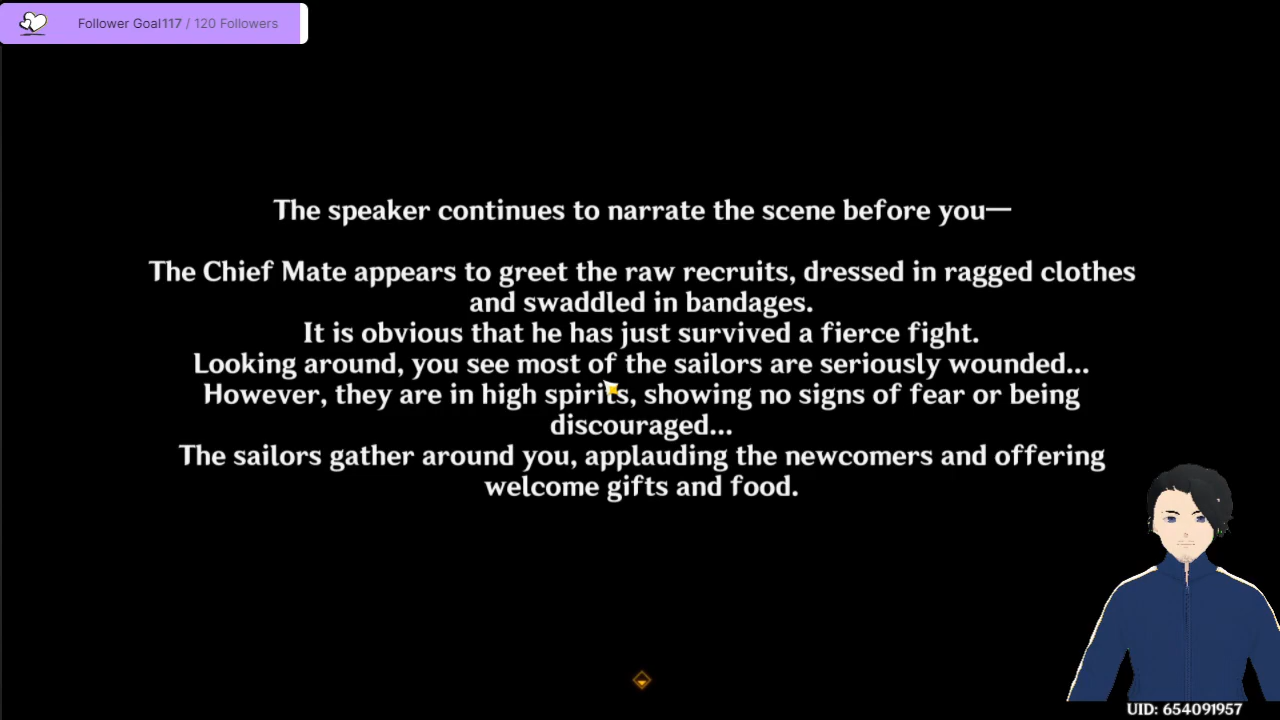 Follower Goal117 / 120 Followers
The speaker continues to narrate the scene before you—
The Chief Mate appears to greet the raw recruits, dressed in ragged clothes
and swaddled in bandages.
It is obvious that he has just survived a fierce fight.
Looking around, you see most of the sailors are seriously wounded...
However, they are in high spirits, showing no signs of fear or being
discouraged...
The sailors gather around you, applauding the newcomers and offering
welcome gifts and food.
UID: 654091957